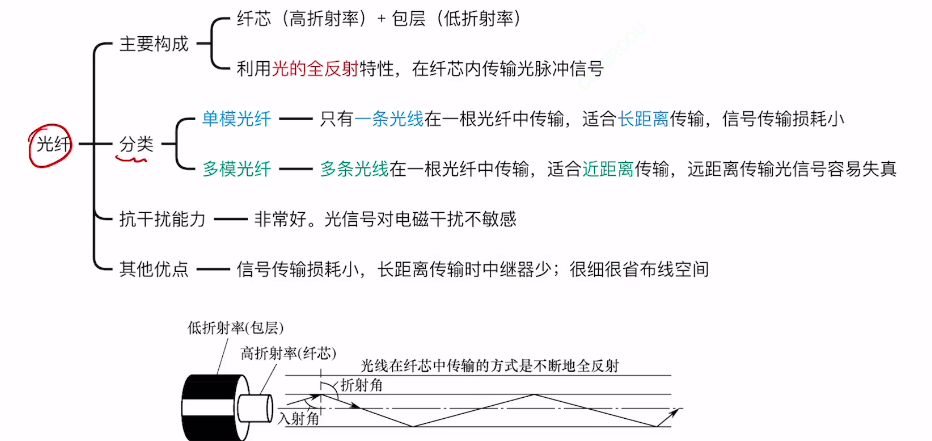 纤芯（高折射率）+ 包层（低折射率）
主要构成
利用光的全反射特性，在纤芯内传输光脉冲信号
单模光纤 只有一条光线在一根光纤中传输，适合长距离传输，信号传输损耗小
光纤 分类
多模光纤 多条光线在一根光纤中传输，适合近距离传输，远距离传输光信号容易失真
抗干扰能力 非常好。光信号对电磁干扰不敏感
其他优点 信号传输损耗小，长距离传输时中继器少；很细很省布线空间
低折射率(包层)
高折射率(纤芯)
光线在纤芯中传输的方式是不断地全反射
折射角
入射角